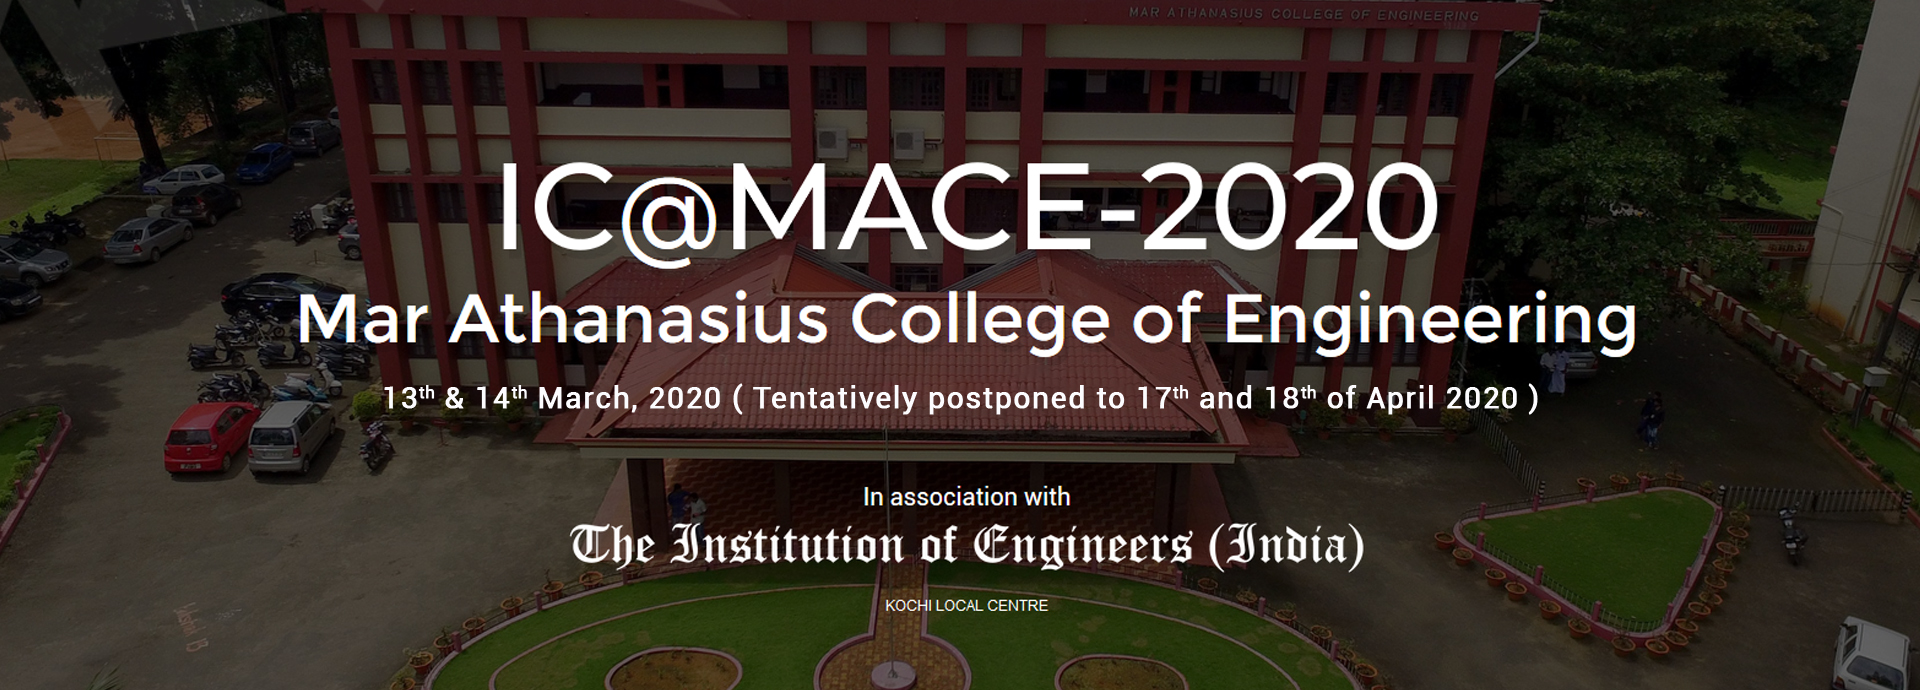 MAR ATHANASIUS COLLEGE OF ENGINEERING
IC@MACE-2020
Mar Athanasius College of Engineering
13th & 14th March, 2020 ( Tentatively postponed to 17th and 18th of April 2020 )
In association with
The Institution of Engineers (India)
KOCHI LOCAL CENTRE